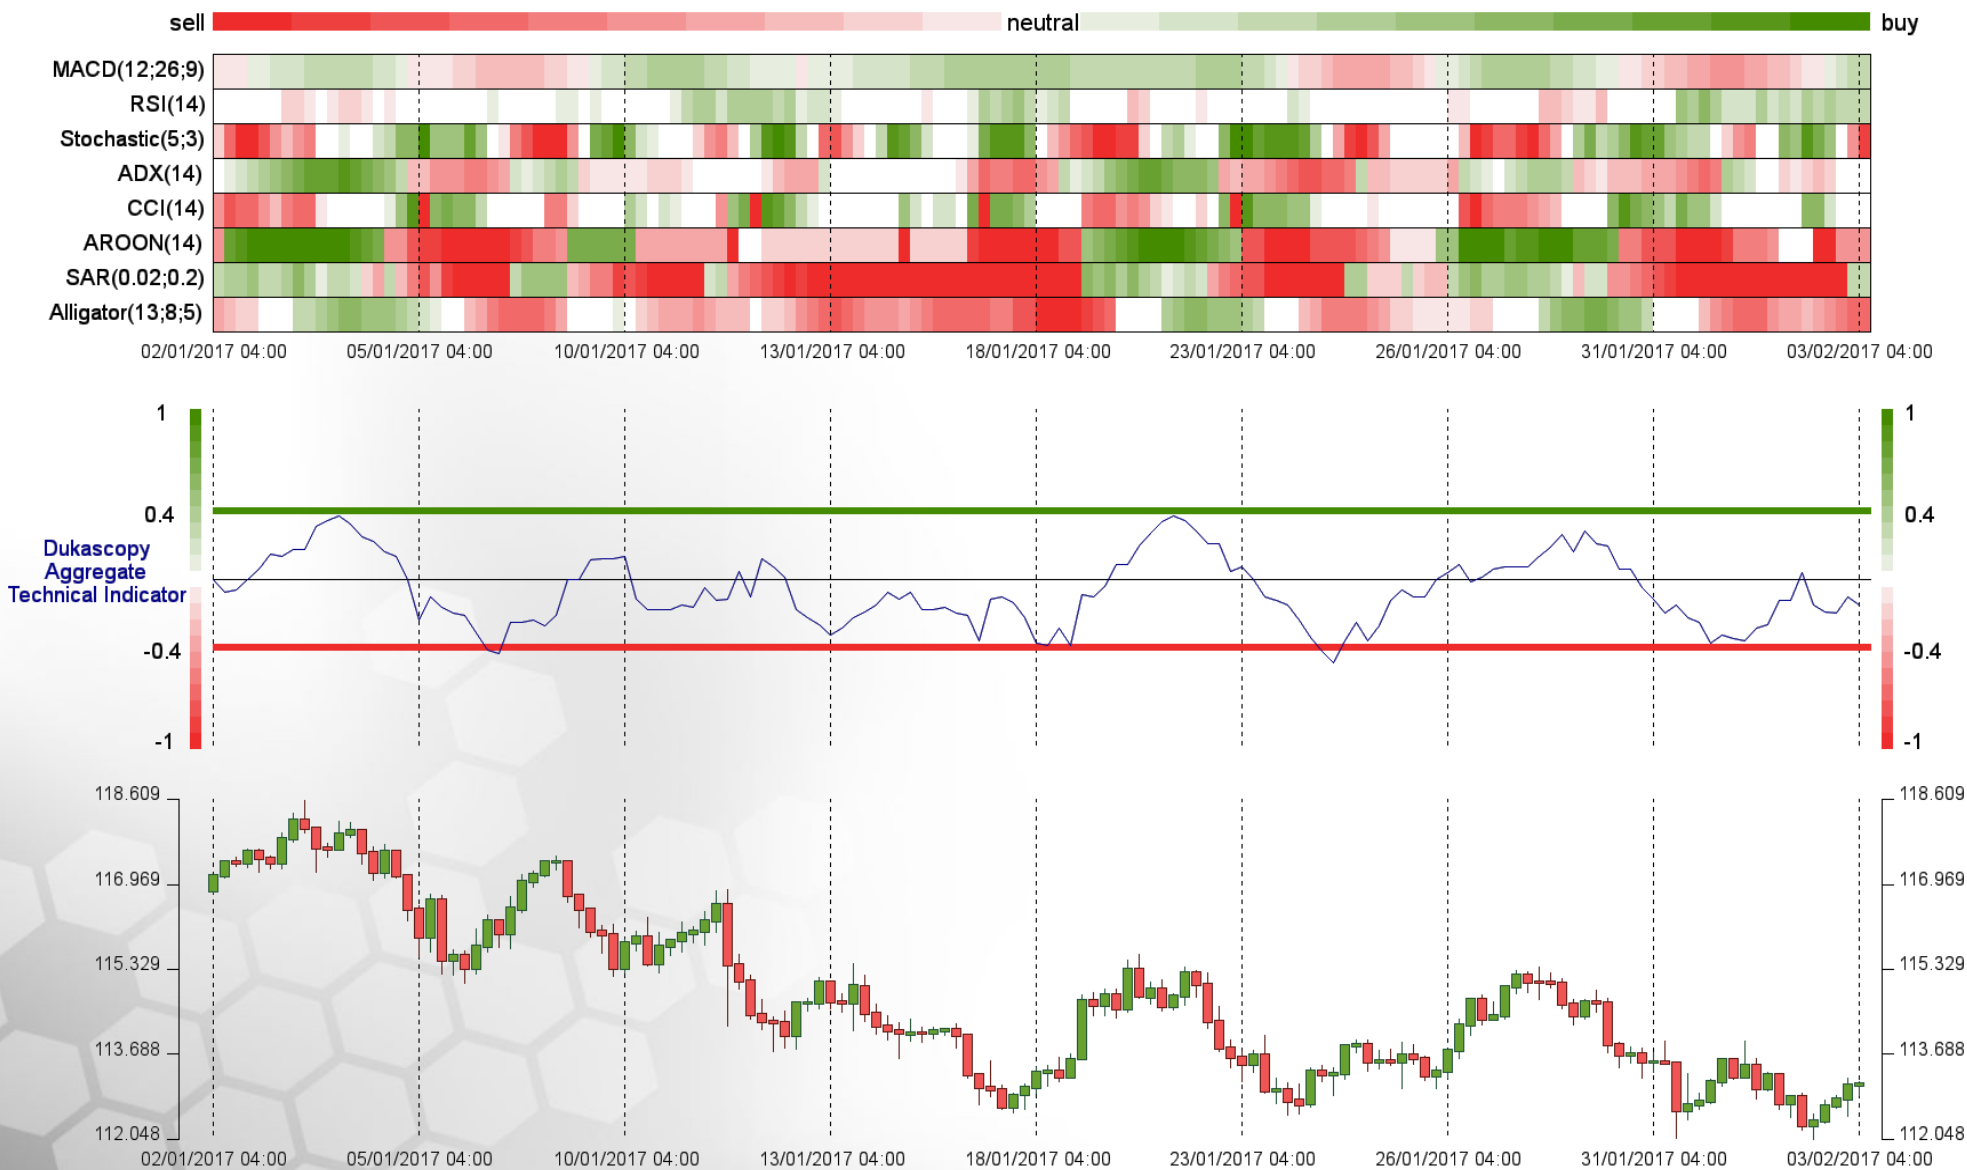 sell neutral buy
MACD(12;26;9)
RSI(14)
Stochastic(5;3)
ADX(14)
CCI(14)
AROON(14)
SAR(0.02;0.2)
Alligator(13;8;5)
02/01/2017 04:00 05/01/2017 04:00 10/01/2017 04:00 13/01/2017 04:00 18/01/2017 04:00 23/01/2017 04:00 26/01/2017 04:00 31/01/2017 04:00 03/02/2017 04:00
1 1
0.4 0.4
Dukascopy
Aggregate
Technical Indicator
-0.4 -0.4
-1 -1
118.609 118.609
116.969 116.969
115.329 115.329
113.688 113.688
112.048 112.048
02/01/2017 04:00 05/01/2017 04:00 10/01/2017 04:00 13/01/2017 04:00 18/01/2017 04:00 23/01/2017 04:00 26/01/2017 04:00 31/01/2017 04:00 03/02/2017 04:00